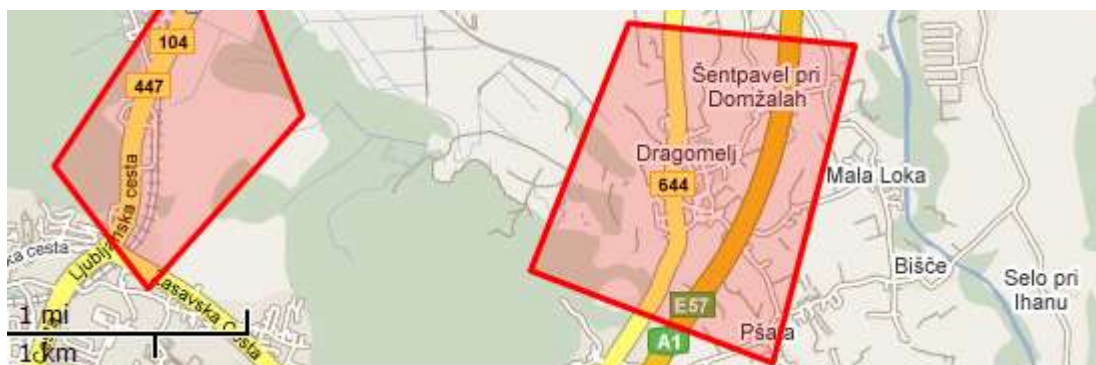 104
447
Ljubljanska cesta
ka cesta
Zasavska C
1 mi
1 km
Šentpavel pri
Domžalah
Dragomelj
644
Mala Loka
Bišče
Selo pri
Ihanu
E57
A1
Pšata